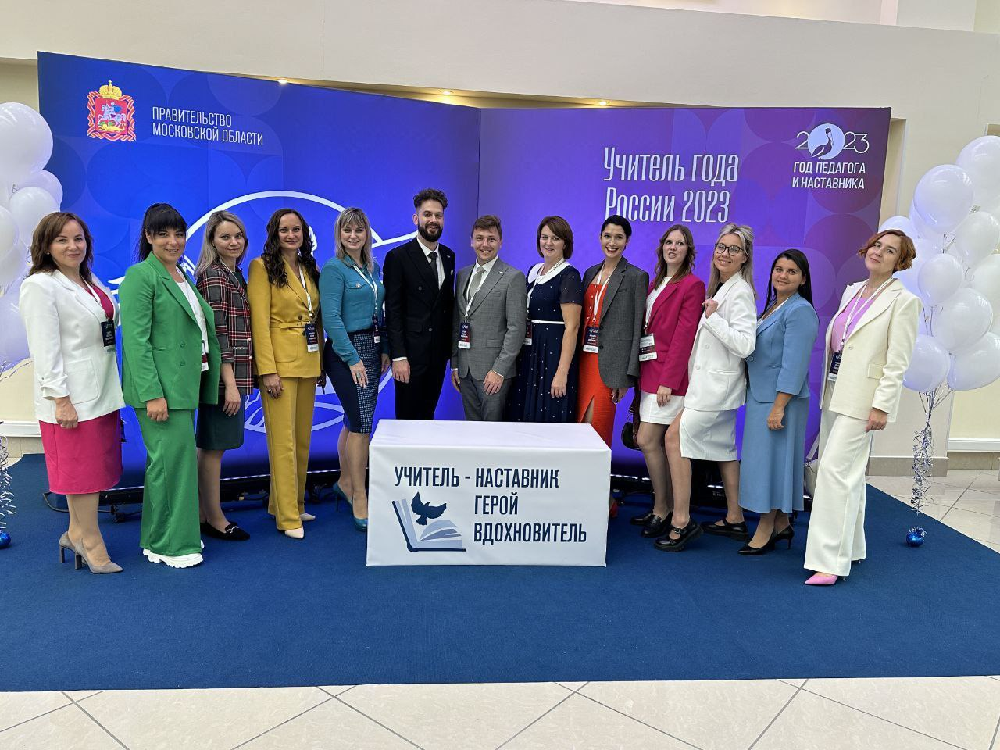 ПРАВИТЕЛЬСТВО
МОСКОВСКОЙ ОБЛАСТИ
Учитель года
России 2023
2023
ГОД ПЕДАГОГА
И НАСТАВНИКА
УЧИТЕЛЬ - НАСТАВНИК
ГЕРОЙ
ВДОХНОВИТЕЛЬ